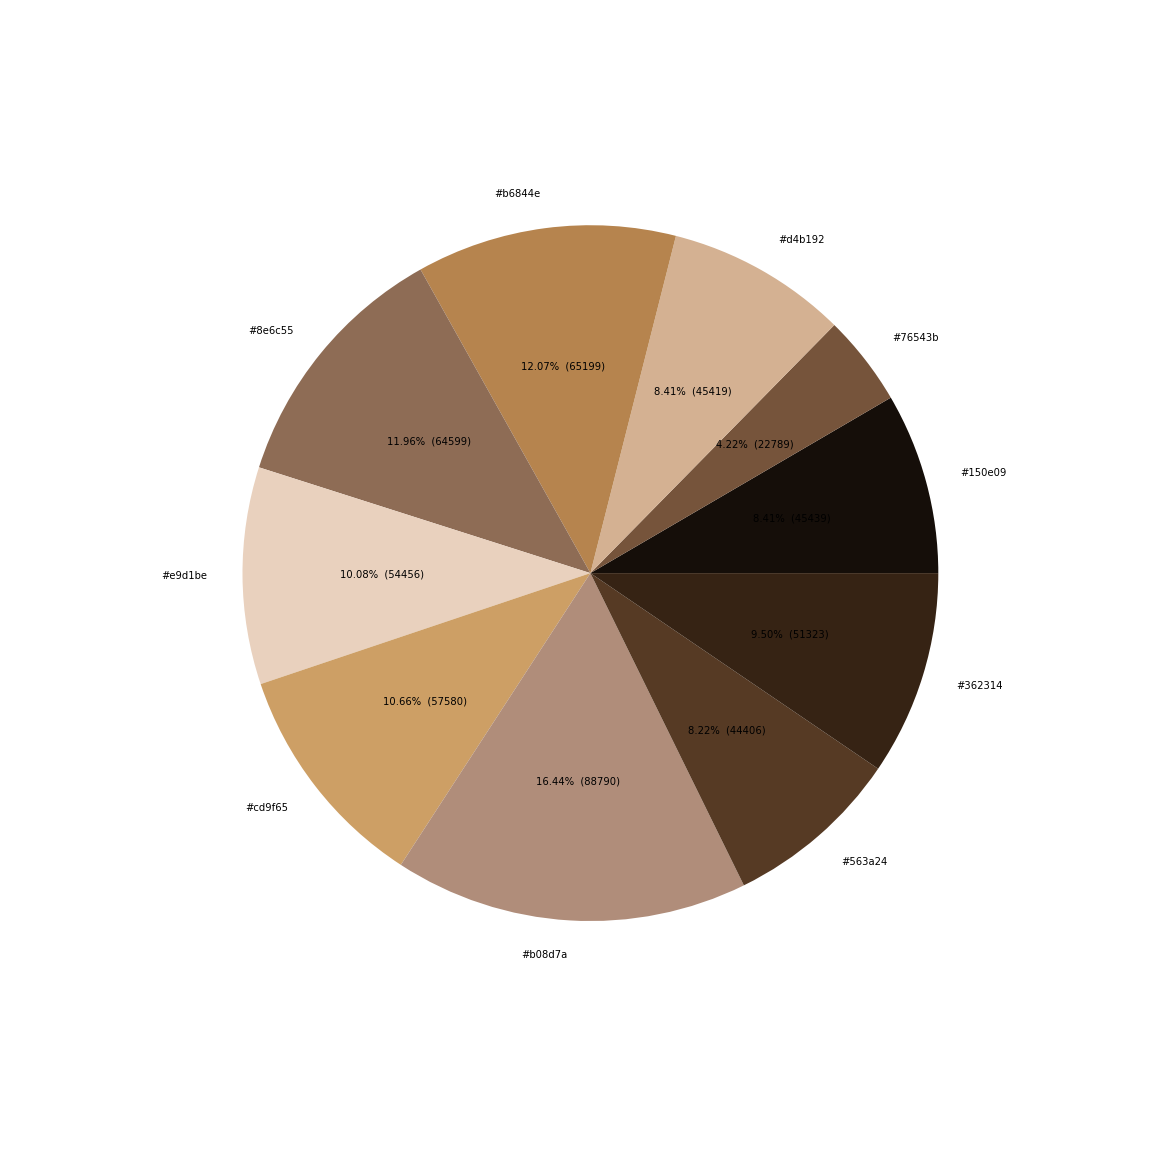 #b6844e
#d4b192
#8e6c55
#76543b
12.07%  (65199)
8.41%  (45419)
11.96%  (64599)
4.22%  (22789)
#150e09
8.41%  (45439)
#e9d1be
10.08%  (54456)
9.50%  (51323)
#362314
10.66%  (57580)
8.22%  (44406)
16.44%  (88790)
#cd9f65
#563a24
#b08d7a